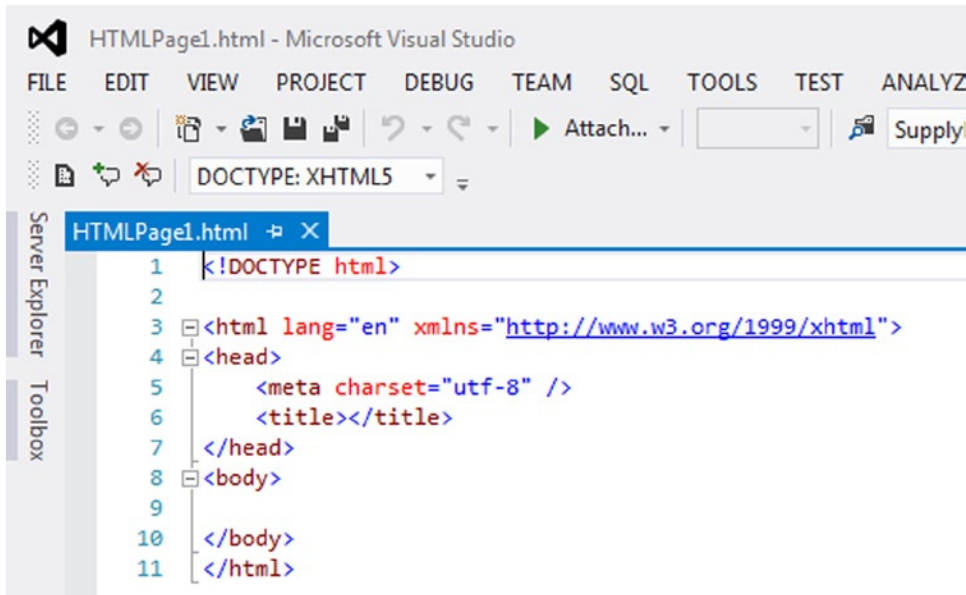 HTMLPage1.html - Microsoft Visual Studio
FILE EDIT VIEW PROJECT DEBUG TEAM SQL TOOLS TEST ANALYZ
Attach... Supply
DOCTYPE: XHTML5
Server Explorer
Toolbox
HTMLPage1.html
1 <!DOCTYPE html>
2
3 <html lang="en" xmlns="http://www.w3.org/1999/xhtml">
4 <head>
5 <meta charset="utf-8" />
6 <title></title>
7 </head>
8 <body>
9
10 </body>
11 </html>